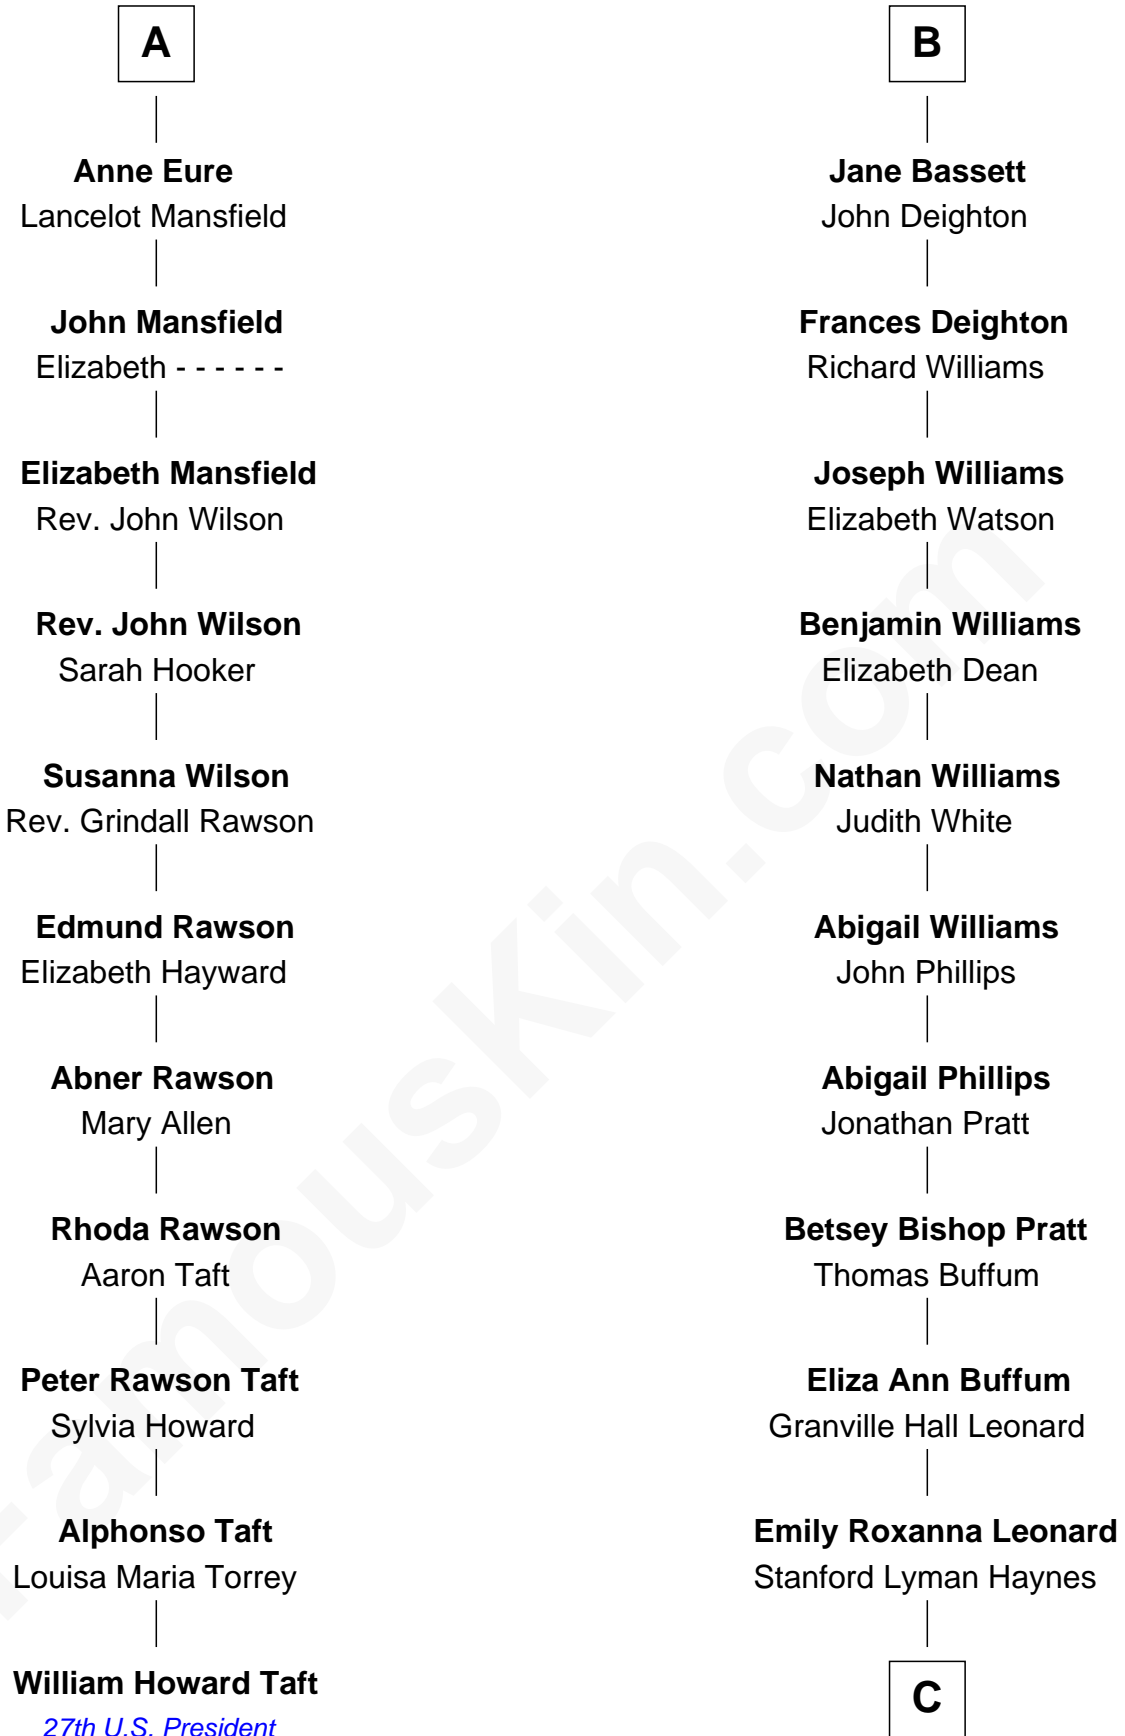 A
Anne Eure
Lancelot Mansfield
John Mansfield
Elizabeth - - - - - -
Elizabeth Mansfield
Rev. John Wilson
Rev. John Wilson
Sarah Hooker
Susanna Wilson
Rev. Grindall Rawson
Edmund Rawson
Elizabeth Hayward
Abner Rawson
Mary Allen
Rhoda Rawson
Aaron Taft
Peter Rawson Taft
Sylvia Howard
Alphonso Taft
Louisa Maria Torrey
William Howard Taft
27th U.S. President
B
Jane Bassett
John Deighton
Frances Deighton
Richard Williams
Joseph Williams
Elizabeth Watson
Benjamin Williams
Elizabeth Dean
Nathan Williams
Judith White
Abigail Williams
John Phillips
Abigail Phillips
Jonathan Pratt
Betsey Bishop Pratt
Thomas Buffum
Eliza Ann Buffum
Granville Hall Leonard
Emily Roxanna Leonard
Stanford Lyman Haynes
C
FamousKin.com